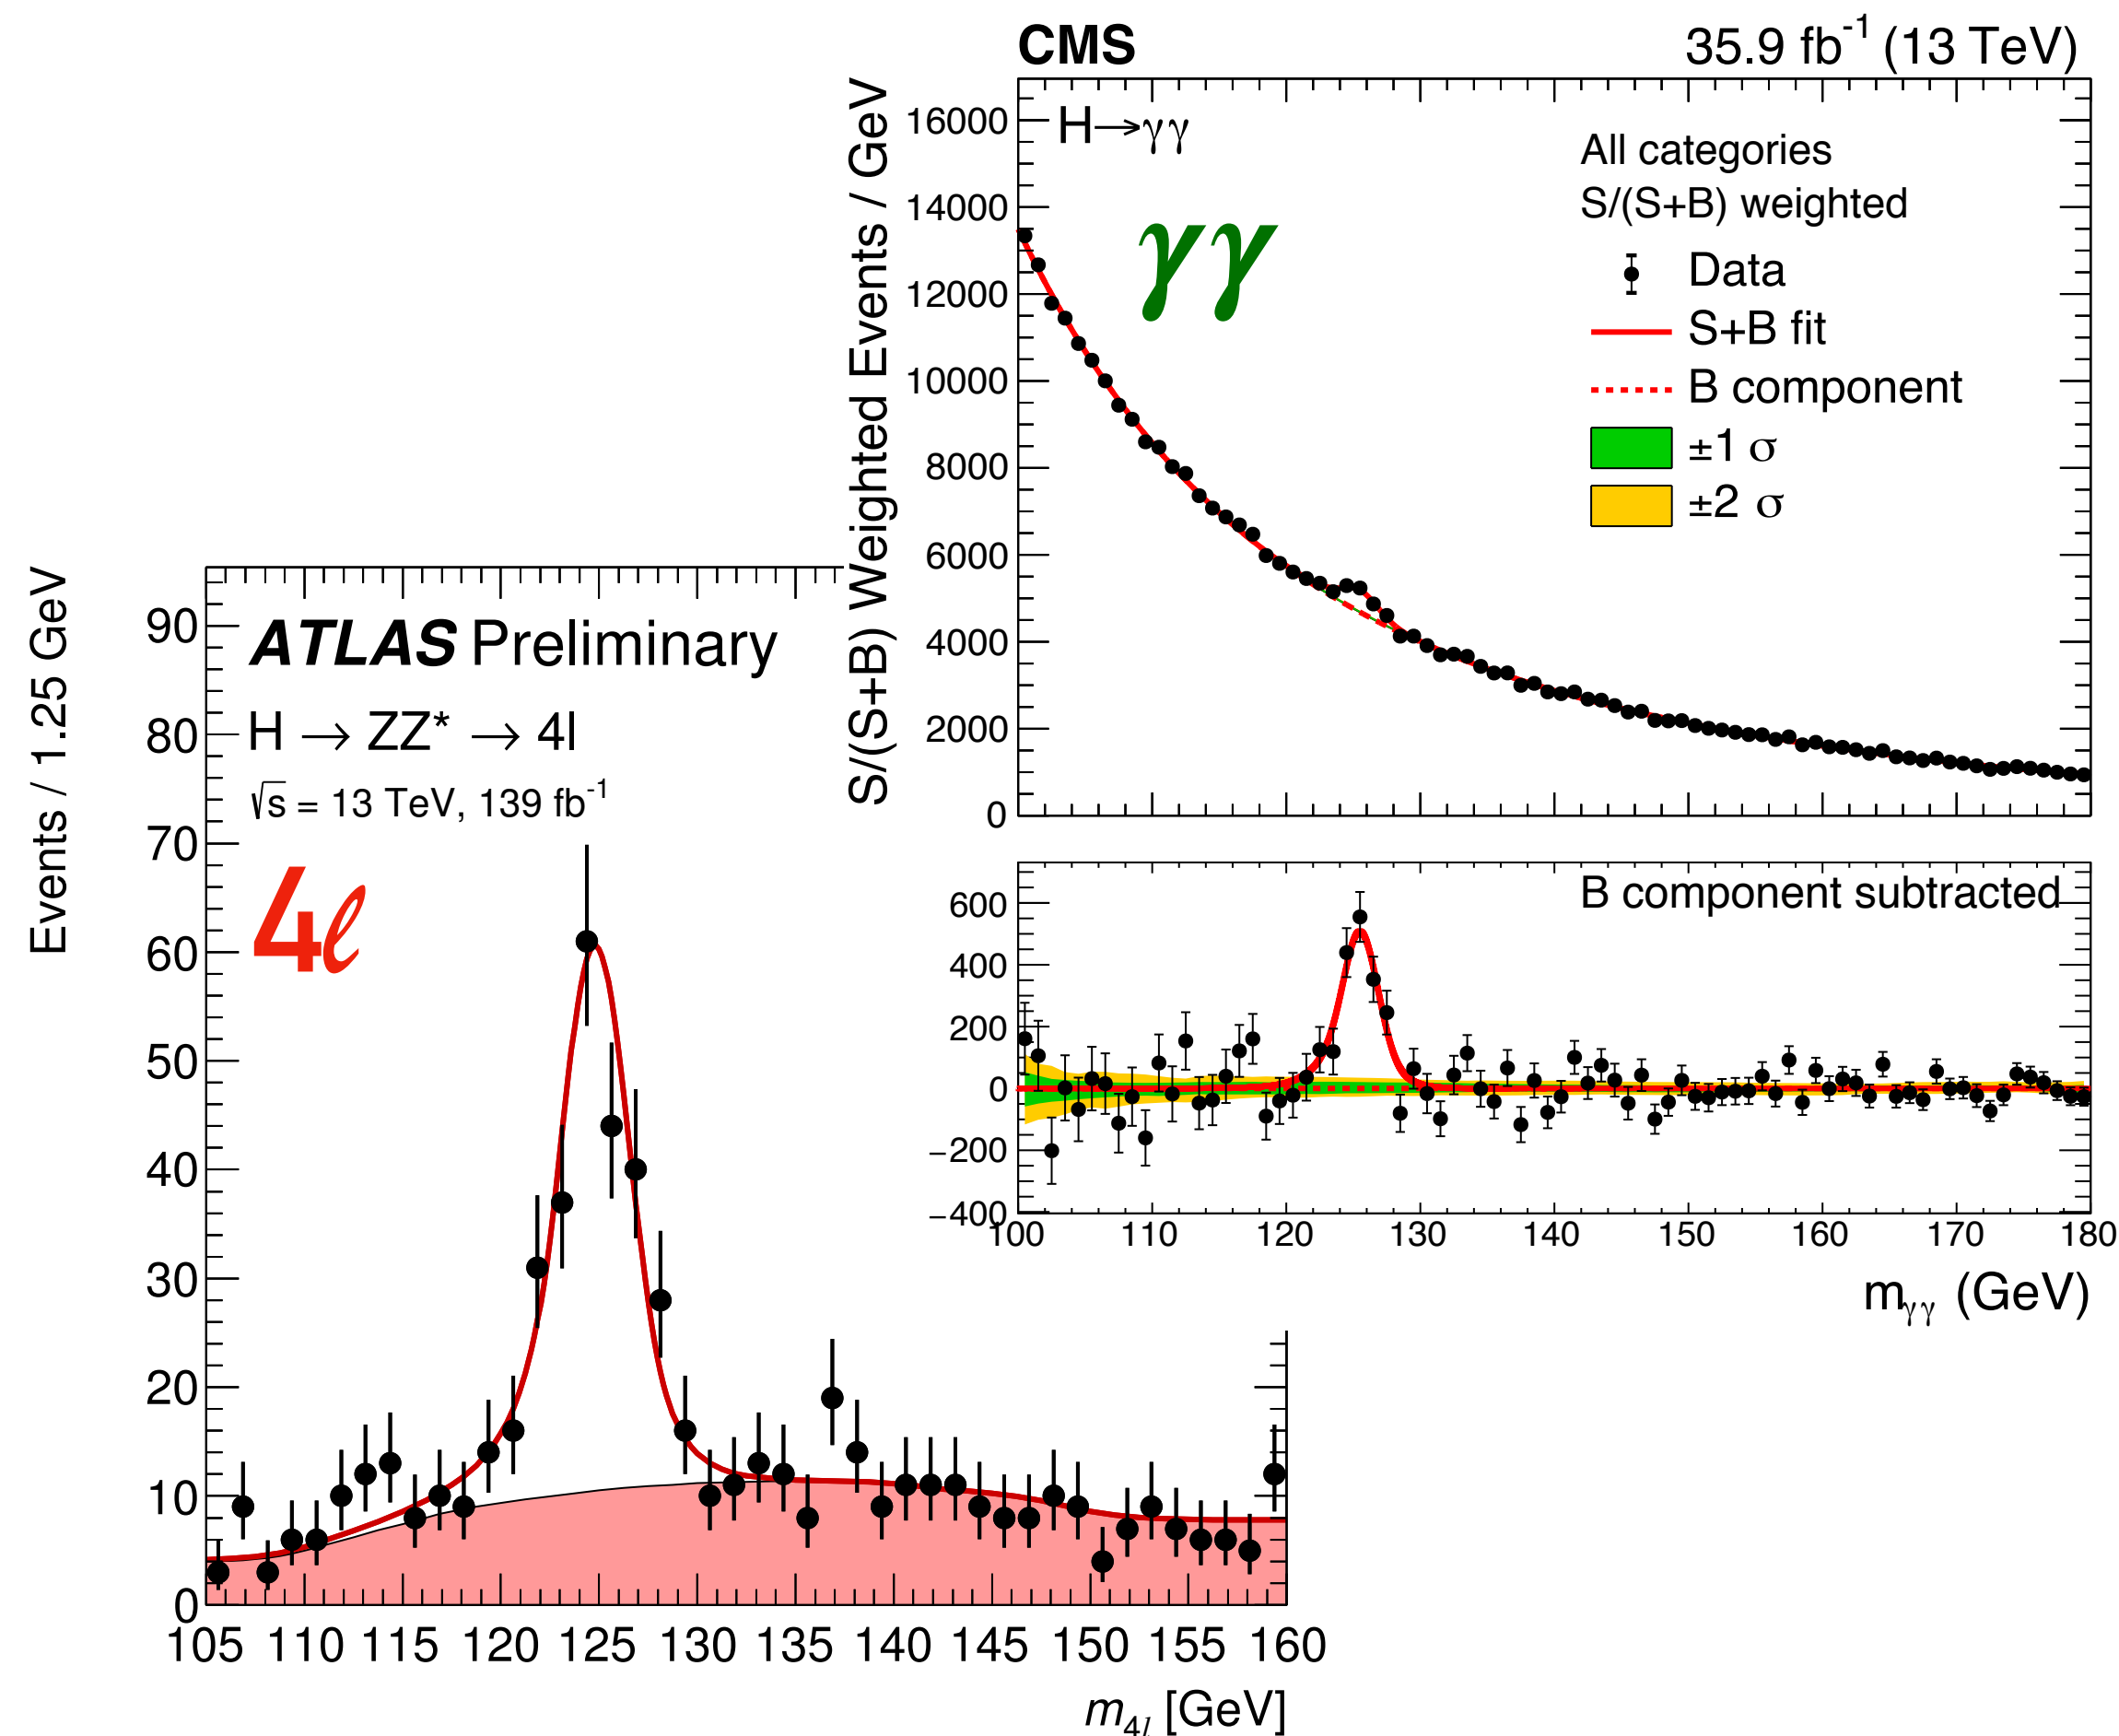 CMS 35.9 fb⁻¹ (13 TeV)
S/(S+B) Weighted Events / GeV
16000
14000
12000
10000
8000
6000
4000
2000
0
H→γγ
γγ
All categories
S/(S+B) weighted
Data
S+B fit
B component
±1 σ
±2 σ
B component subtracted
600
400
200
0
−200
−400
100 110 120 130 140 150 160 170 180
mγγ (GeV)
Events / 1.25 GeV
90
80
70
60
50
40
30
20
10
0
ATLAS Preliminary
H → ZZ* → 4l
√s = 13 TeV, 139 fb⁻¹
4ℓ
105 110 115 120 125 130 135 140 145 150 155 160
m4l [GeV]